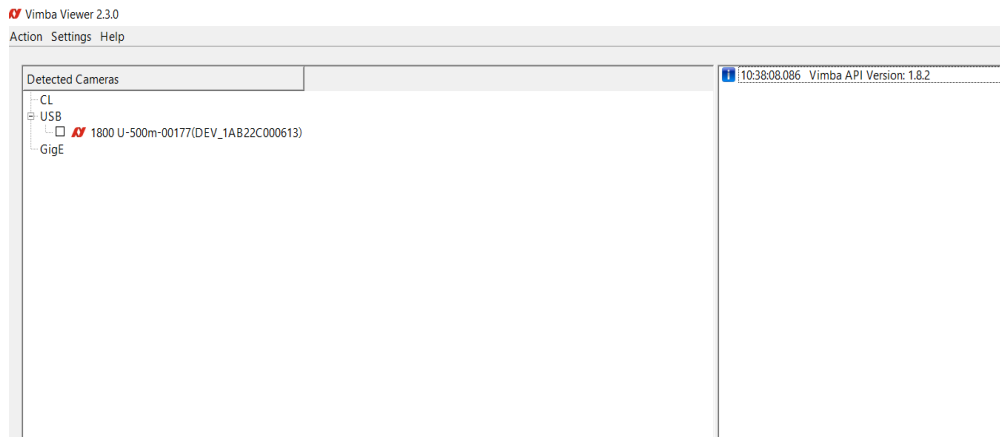 Vimba Viewer 2.3.0
Action Settings Help
Detected Cameras
CL
USB
1800 U-500m-00177(DEV_1AB22C000613)
GigE
10:38:08.086 Vimba API Version: 1.8.2